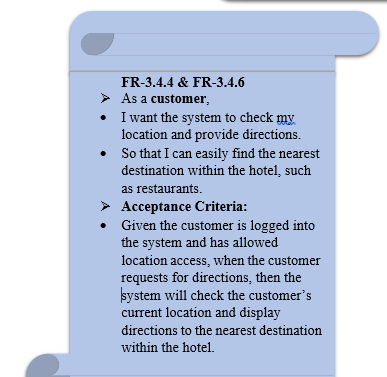 FR-3.4.4 & FR-3.4.6
➢ As a customer,
• I want the system to check my
location and provide directions.
• So that I can easily find the nearest
destination within the hotel, such
as restaurants.
➢ Acceptance Criteria:
• Given the customer is logged into
the system and has allowed
location access, when the customer
requests for directions, then the
system will check the customer's
current location and display
directions to the nearest destination
within the hotel.